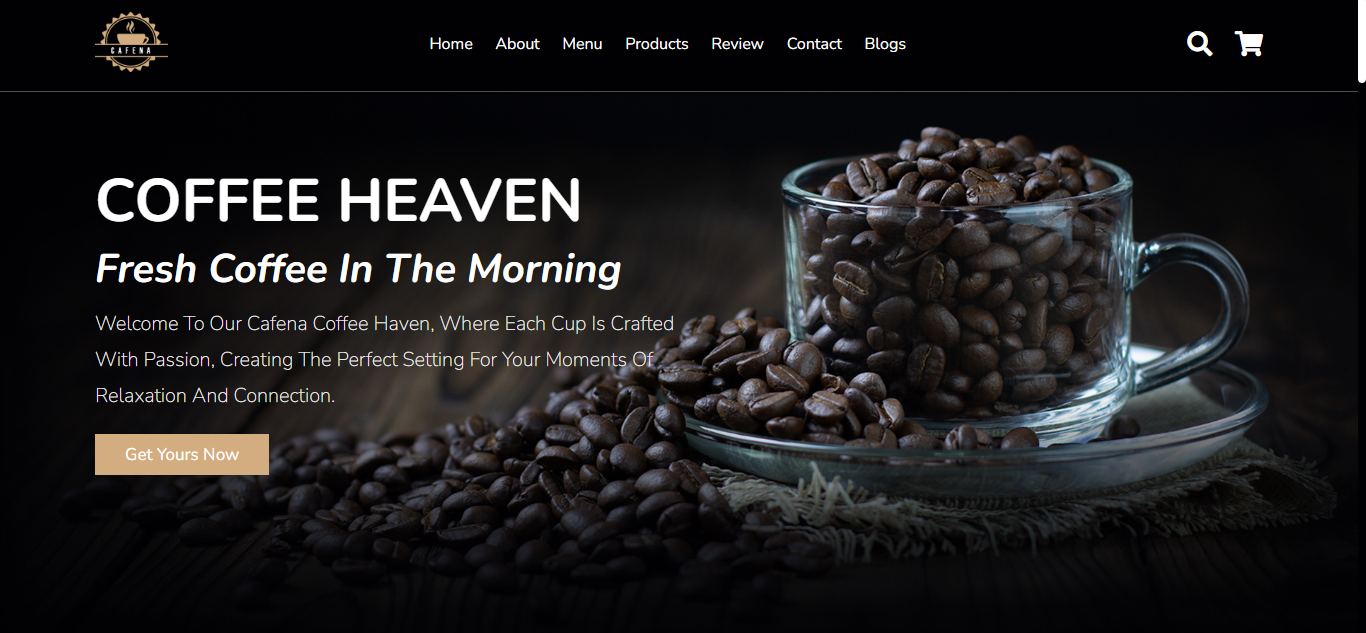 CAFENA
Home About Menu Products Review Contact Blogs
COFFEE HEAVEN
Fresh Coffee In The Morning
Welcome To Our Cafena Coffee Haven, Where Each Cup Is Crafted
With Passion, Creating The Perfect Setting For Your Moments Of
Relaxation And Connection.
Get Yours Now